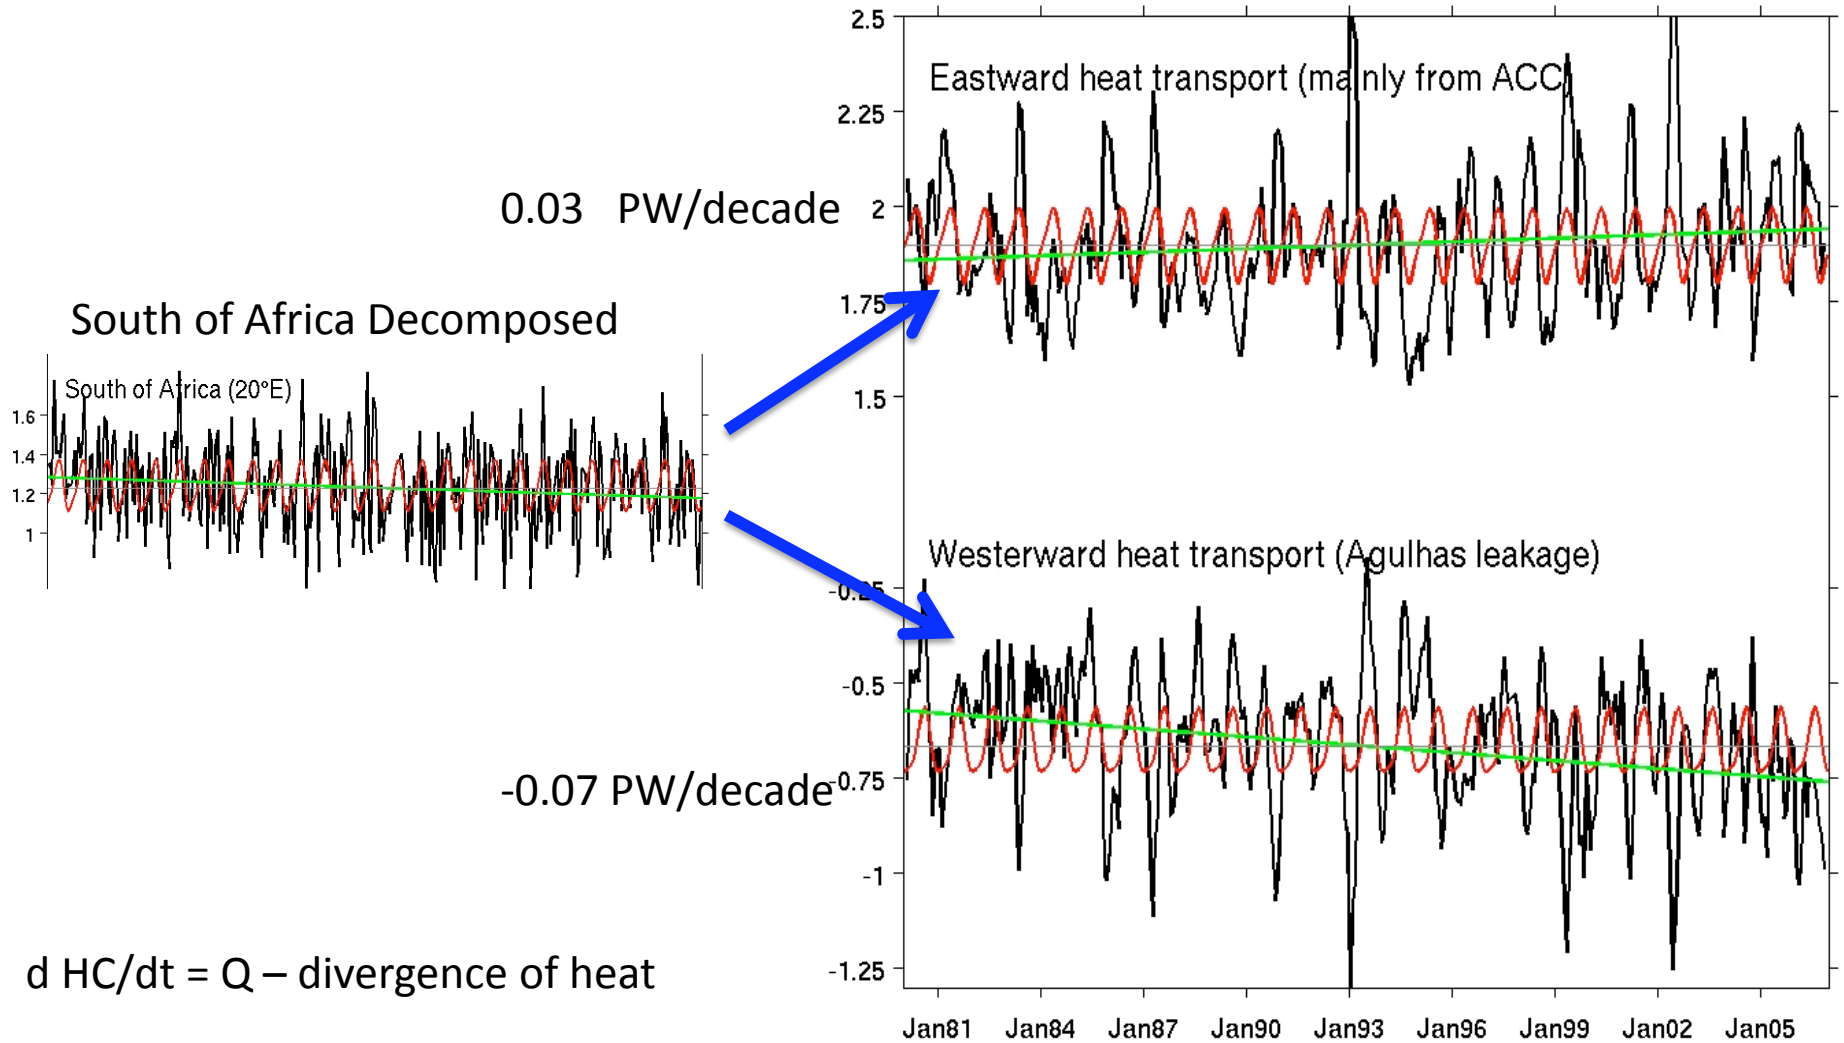 South of Africa Decomposed
South of Africa (20°E)
1.6
1.4
1.2
1
0.03 PW/decade
-0.07 PW/decade
d HC/dt = Q – divergence of heat
Eastward heat transport (mainly from ACC)
2.5
2.25
2
1.75
1.5
Westerward heat transport (Agulhas leakage)
-0.25
-0.5
-0.75
-1
-1.25
Jan81 Jan84 Jan87 Jan90 Jan93 Jan96 Jan99 Jan02 Jan05